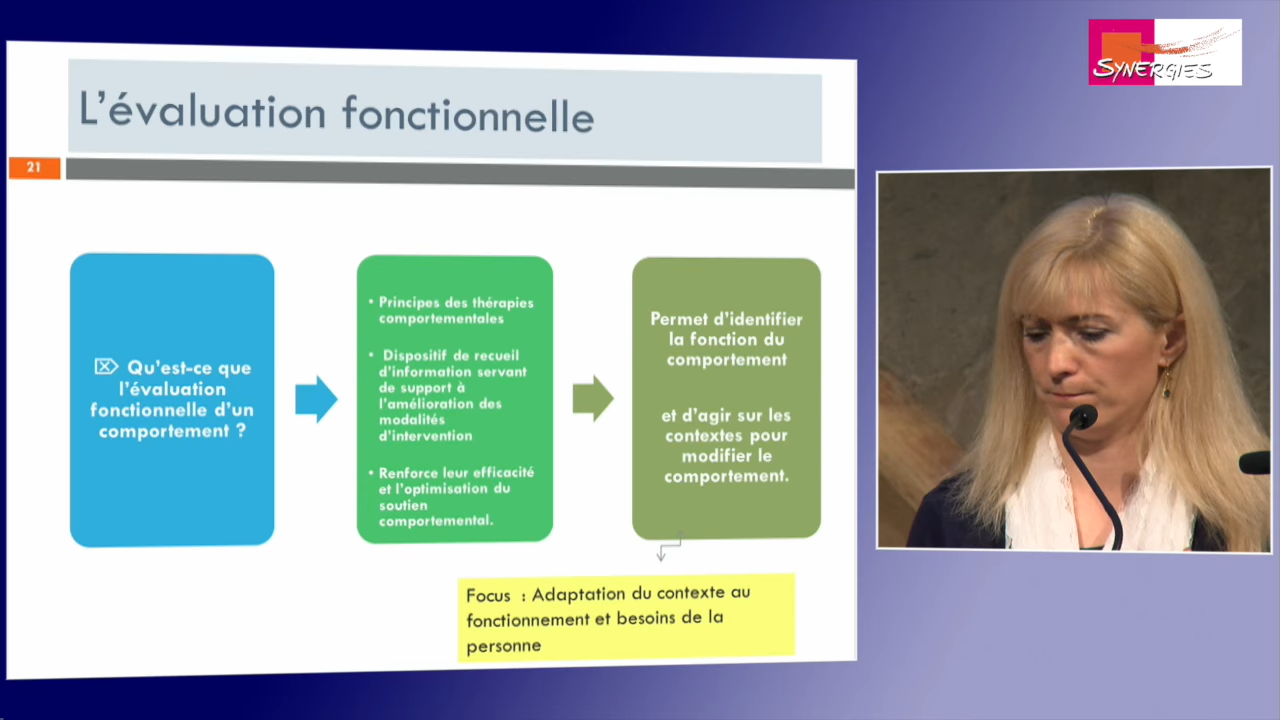 SYNERGIES
L'évaluation fonctionnelle
21
⌦ Qu'est-ce que
l'évaluation
fonctionnelle d'un
comportement ?
• Principes des thérapies
comportementales
• Dispositif de recueil
d'information servant
de support à
l'amélioration des
modalités
d'intervention
• Renforce leur efficacité
et l'optimisation du
soutien
comportemental.
Permet d'identifier
la fonction du
comportement
et d'agir sur les
contextes pour
modifier le
comportement.
Focus : Adaptation du contexte au
fonctionnement et besoins de la
personne